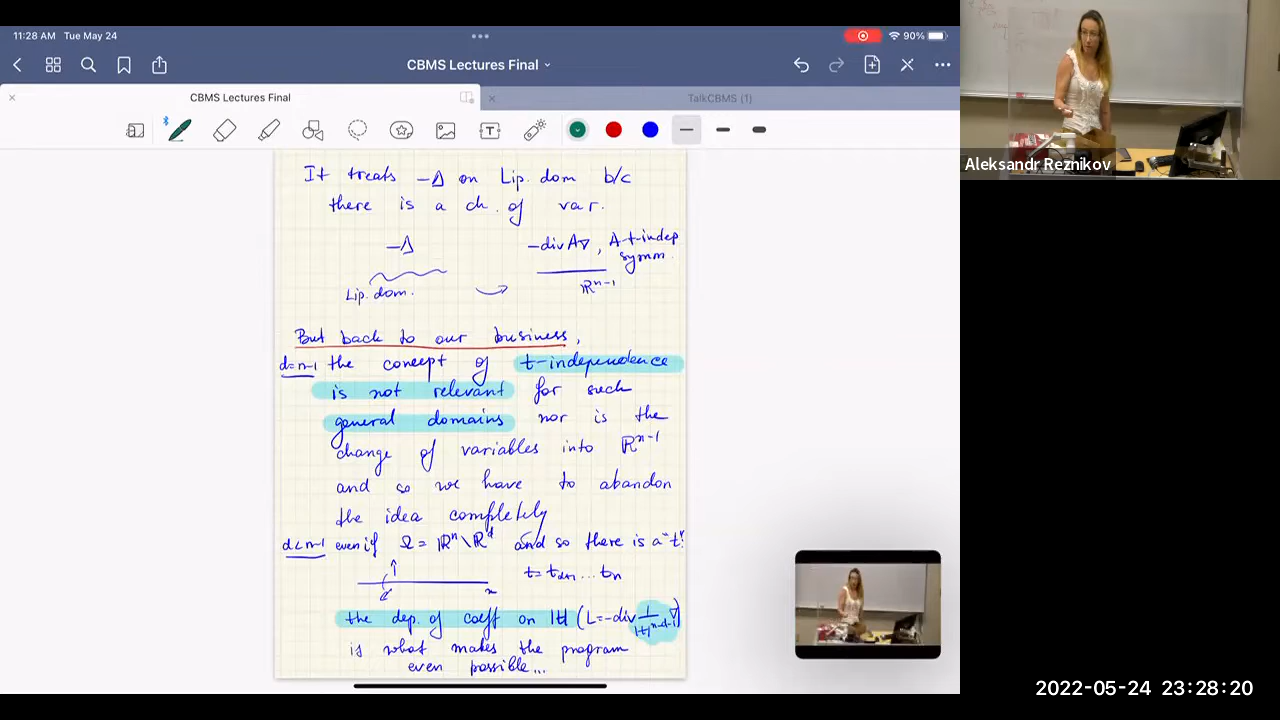 11:28 AM Tue May 24
90%
CBMS Lectures Final
CBMS Lectures Final
TalkCBMS (1)
It treats -Δ on Lip. dom b/c
there is a ch. of var.
-Δ
-div A∇, A-t-indep
symm.
Lip. dom.
ℝⁿ⁻¹
But back to our business,
d=n-1 the concept of t-independence
is not relevant for such
general domains nor is the
change of variables into ℝⁿ⁻¹
and so we have to abandon
the idea completely
d<n-1 even if Ω = ℝⁿ \ ℝᵈ and so there is a "t":
t = t_{d+1} ... t_n
x
the dep. of coeff on |t| (L=-div 1/|t|^{n-d-1} ∇)
is what makes the program
even possible...
Aleksandr Reznikov
2022-05-24 23:28:20